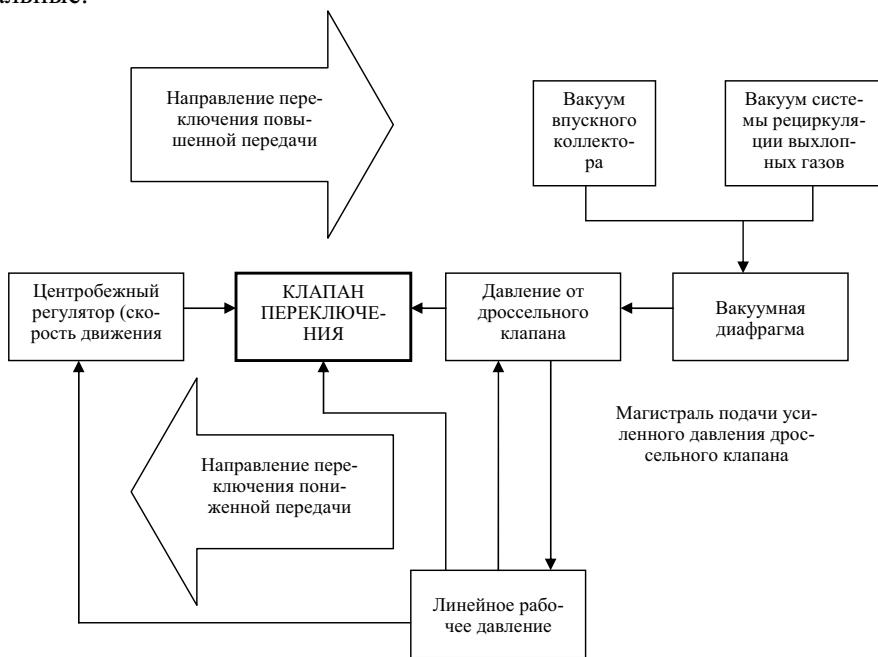 альные.
Направление пере-
ключения повы-
шенной передачи
Вакуум
впускного
коллекто-
ра
Вакуум систе-
мы рециркуля-
ции выхлоп-
ных газов
Центробежный
регулятор (ско-
рость движения
КЛАПАН
ПЕРЕКЛЮЧЕ-
НИЯ
Давление от
дроссельного
клапана
Вакуумная
диафрагма
Магистраль подачи уси-
ленного давления дрос-
сельного клапана
Направление пере-
ключения пони-
женной передачи
Линейное рабо-
чее давление